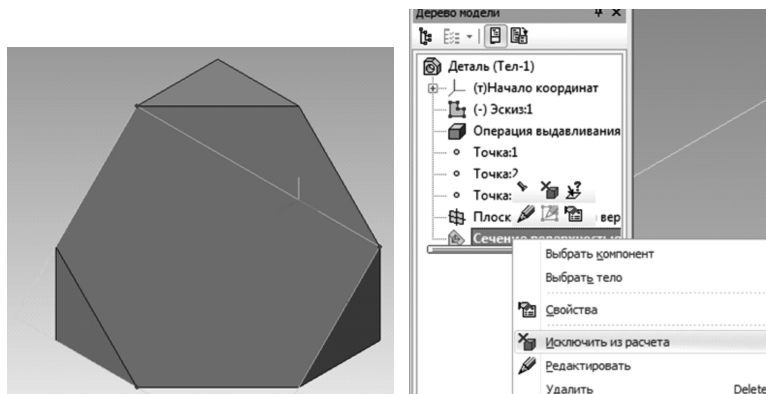 Дерево модели
Деталь (Тел-1)
(т)Начало координат
(-) Эскиз:1
Операция выдавливания
Точка:1
Точка:2
Точка:
Плоск вер
Сечение поверхностью
Выбрать компонент
Выбрать тело
Свойства
Исключить из расчета
Редактировать
Удалить Delete